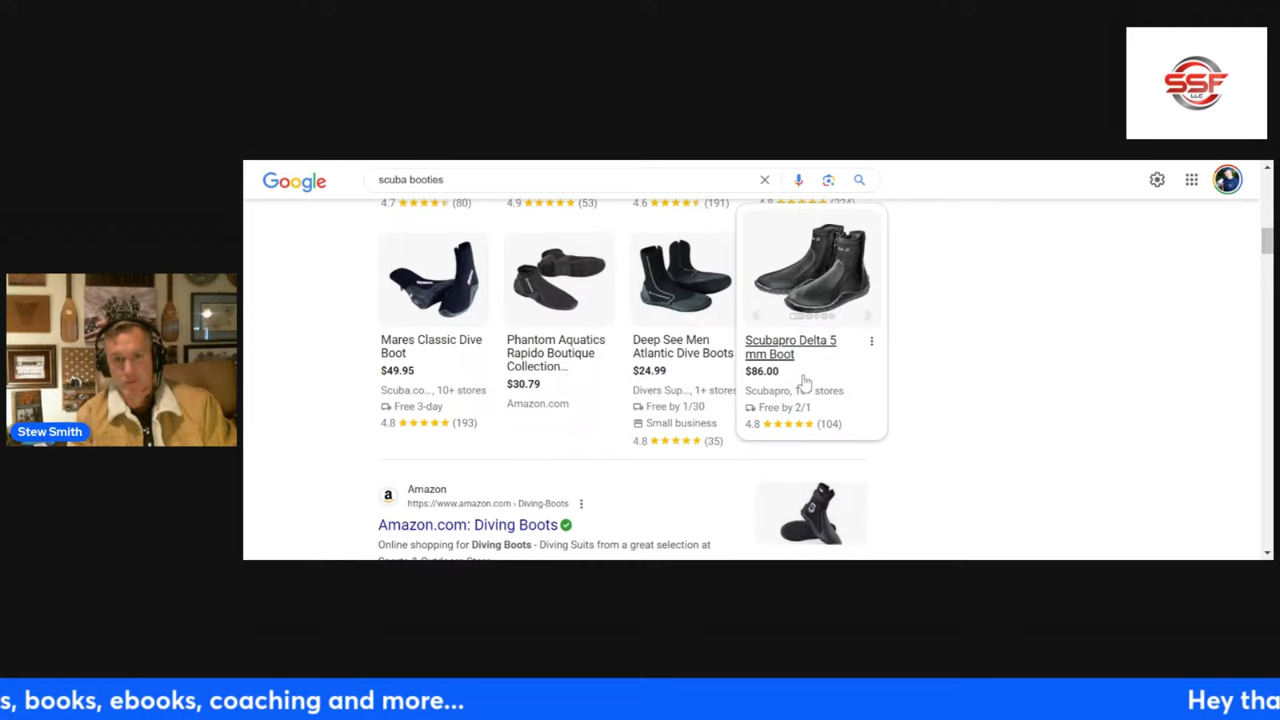 SSF
LLC
Google
scuba booties
4.7 (80)
4.9 (53)
4.6 (191)
4.8 (224)
Mares Classic Dive
Boot
$49.95
Scuba.co..., 10+ stores
Free 3-day
4.8 (193)
Phantom Aquatics
Rapido Boutique
Collection...
$30.79
Amazon.com
Deep See Men
Atlantic Dive Boots
$24.99
Divers Sup..., 1+ stores
Free by 1/30
Small business
4.8 (35)
Scubapro Delta 5
mm Boot
$86.00
Scubapro, stores
Free by 2/1
4.8 (104)
Stew Smith
a
Amazon
https://www.amazon.com › Diving-Boots
Amazon.com: Diving Boots
Online shopping for Diving Boots - Diving Suits from a great selection at
s, books, ebooks, coaching and more...
Hey tha